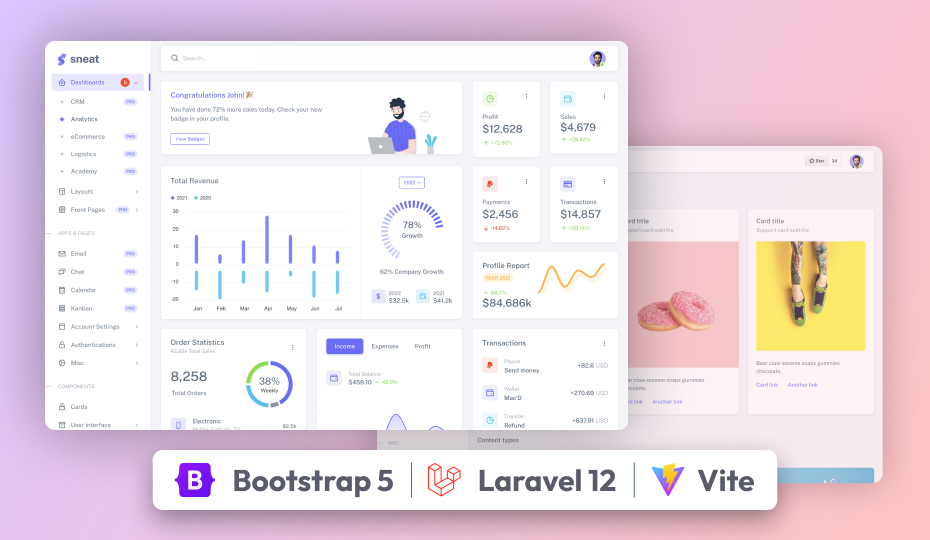 sneat
Search...
Dashboards 5
CRM PRO
Analytics
eCommerce PRO
Logistics PRO
Academy PRO
Layouts
Front Pages PRO
APPS & PAGES
Email PRO
Chat PRO
Calendar PRO
Kanban PRO
Account Settings
Authentications
Misc
COMPONENTS
Cards
User interface
Congratulations John!🎉
You have done 72% more sales today. Check your new
badge in your profile.
View Badges
Profit
$12,628
+72.80%
Sales
$4,679
+28.42%
Total Revenue
2021 2020
30
20
10
0
-10
-20
Jan Feb Mar Apr May Jun Jul
2022
78%
Growth
62% Company Growth
$ 2022
$32.5k
2021
$41.2k
Payments
$2,456
-14.82%
Transactions
$14,857
+28.14%
Profile Report
YEAR 2021
68.2%
$84,686k
Order Statistics
42.82k Total Sales
8,258
Total Orders
38%
Weekly
Electronic
82.5k
Income Expenses Profit
Total Balance
$459.10 42.9%
Transactions
Paypal
Send money
+82.6 USD
Wallet
Mac'D
+270.69 USD
Transfer
Refund
+637.91 USD
Star 34
rd title
upport card subtitle
ear claw sesame snaps gummies
ocolate.
rd link Another link
Card title
Support card subtitle
Bear claw sesame snaps gummies
chocolate.
Card link Another link
MISC
Content types
B Bootstrap 5
Laravel 12
Vite